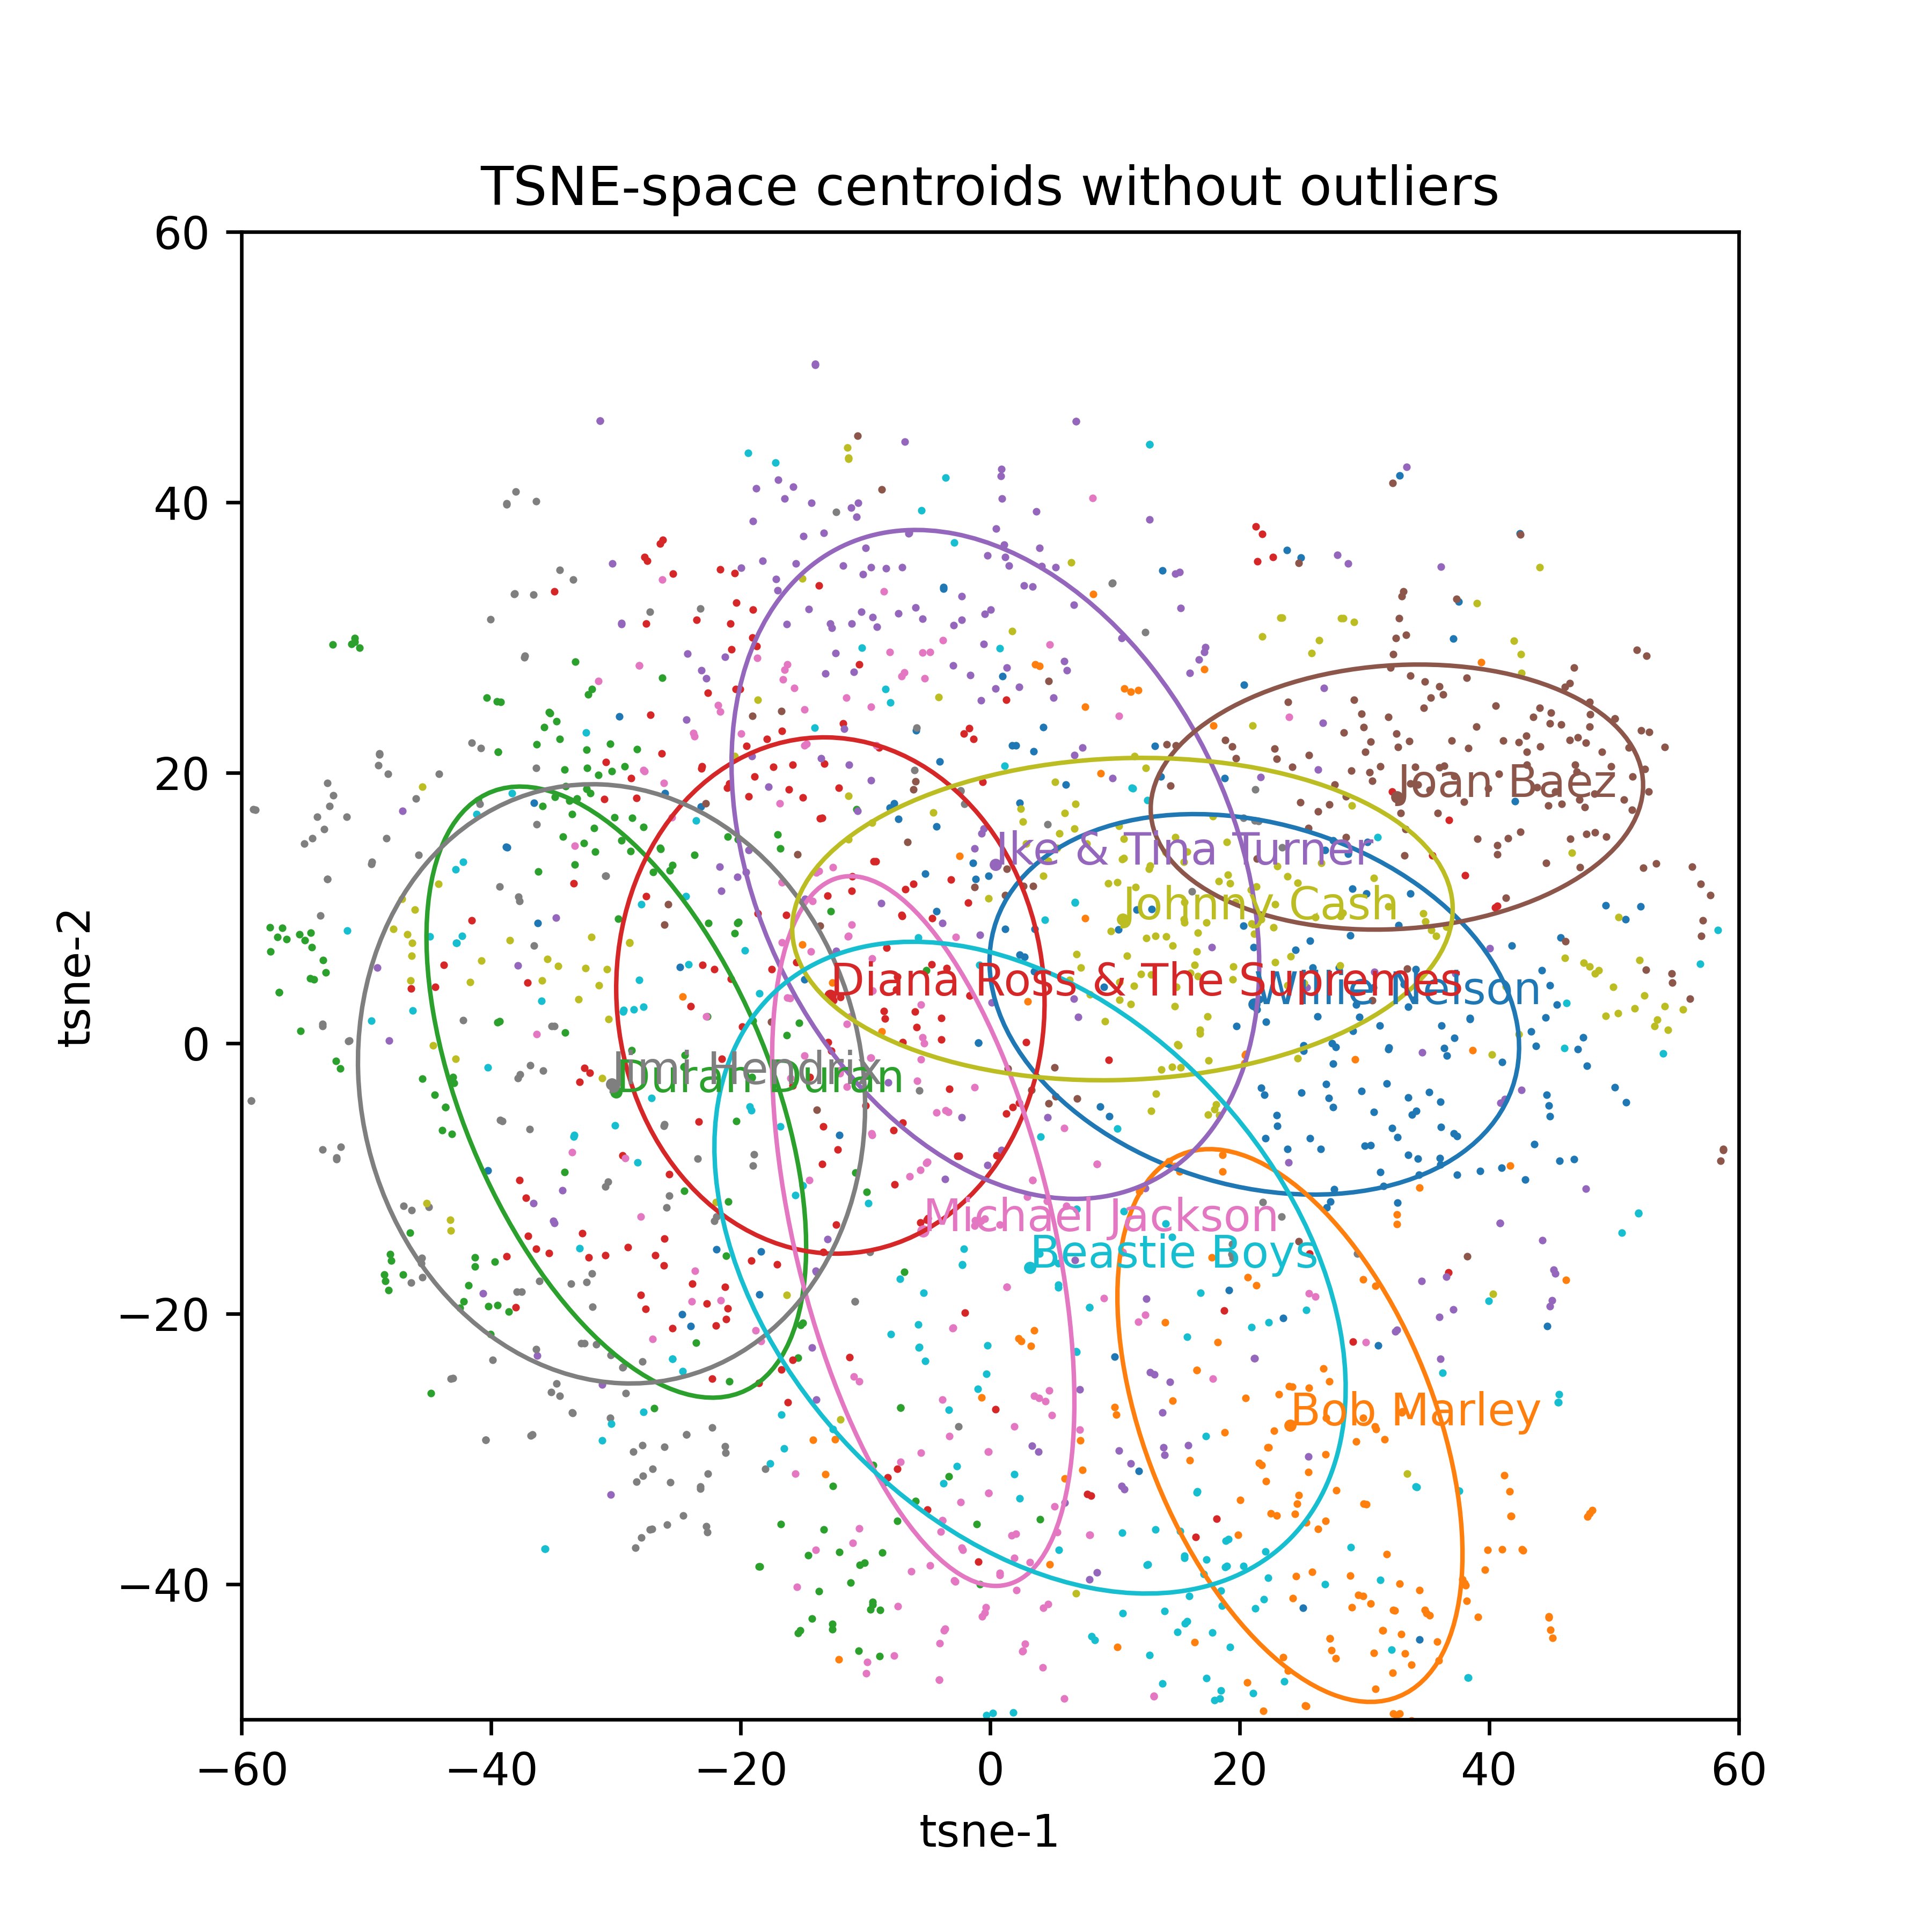 TSNE-space centroids without outliers
60
40
20
0
−20
−40
tsne-2
Joan Baez
Ike & Tina Turner
Johnny Cash
Diana Ross & The Supremes
Willie Nelson
Jimi Hendrix
Duran Duran
Michael Jackson
Beastie Boys
Bob Marley
−60
−40
−20
0
20
40
60
tsne-1